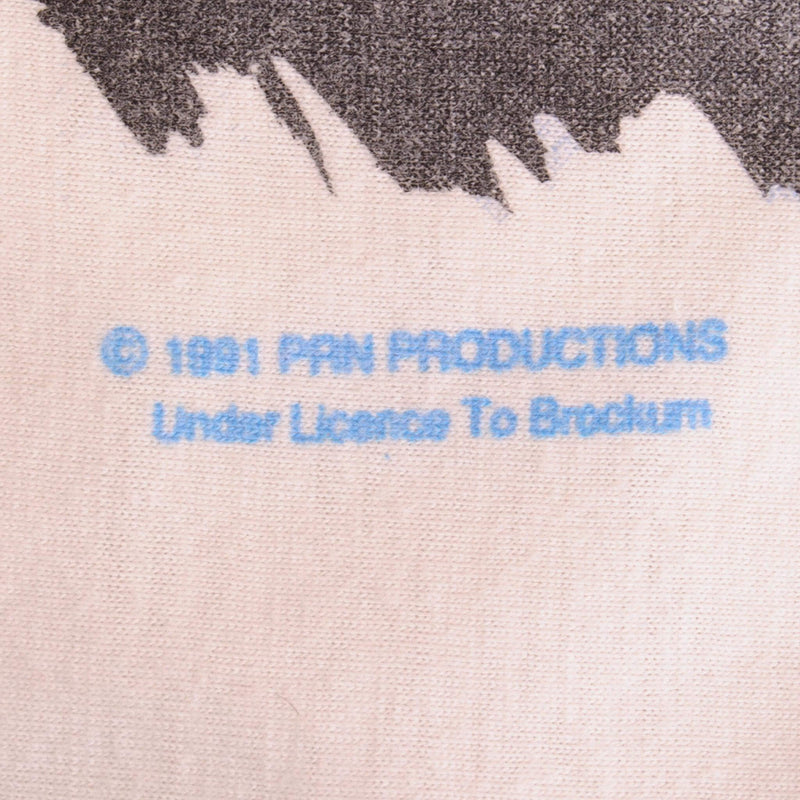 © 1991 PRN PRODUCTIONS
Under Licence To Brockum